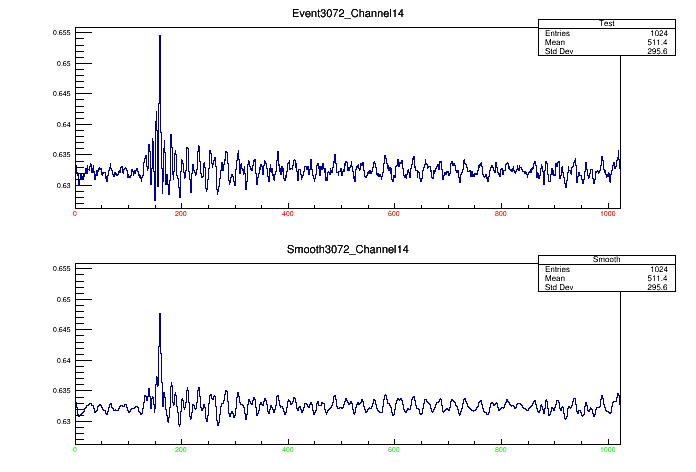 Event3072_Channel14
Test
Entries 1024
Mean 511.4
Std Dev 295.6
0.655
0.65
0.645
0.64
0.635
0.63
0 200 400 600 800 1000
Smooth3072_Channel14
Smooth
Entries 1024
Mean 511.4
Std Dev 295.6
0.655
0.65
0.645
0.64
0.635
0.63
0 200 400 600 800 1000